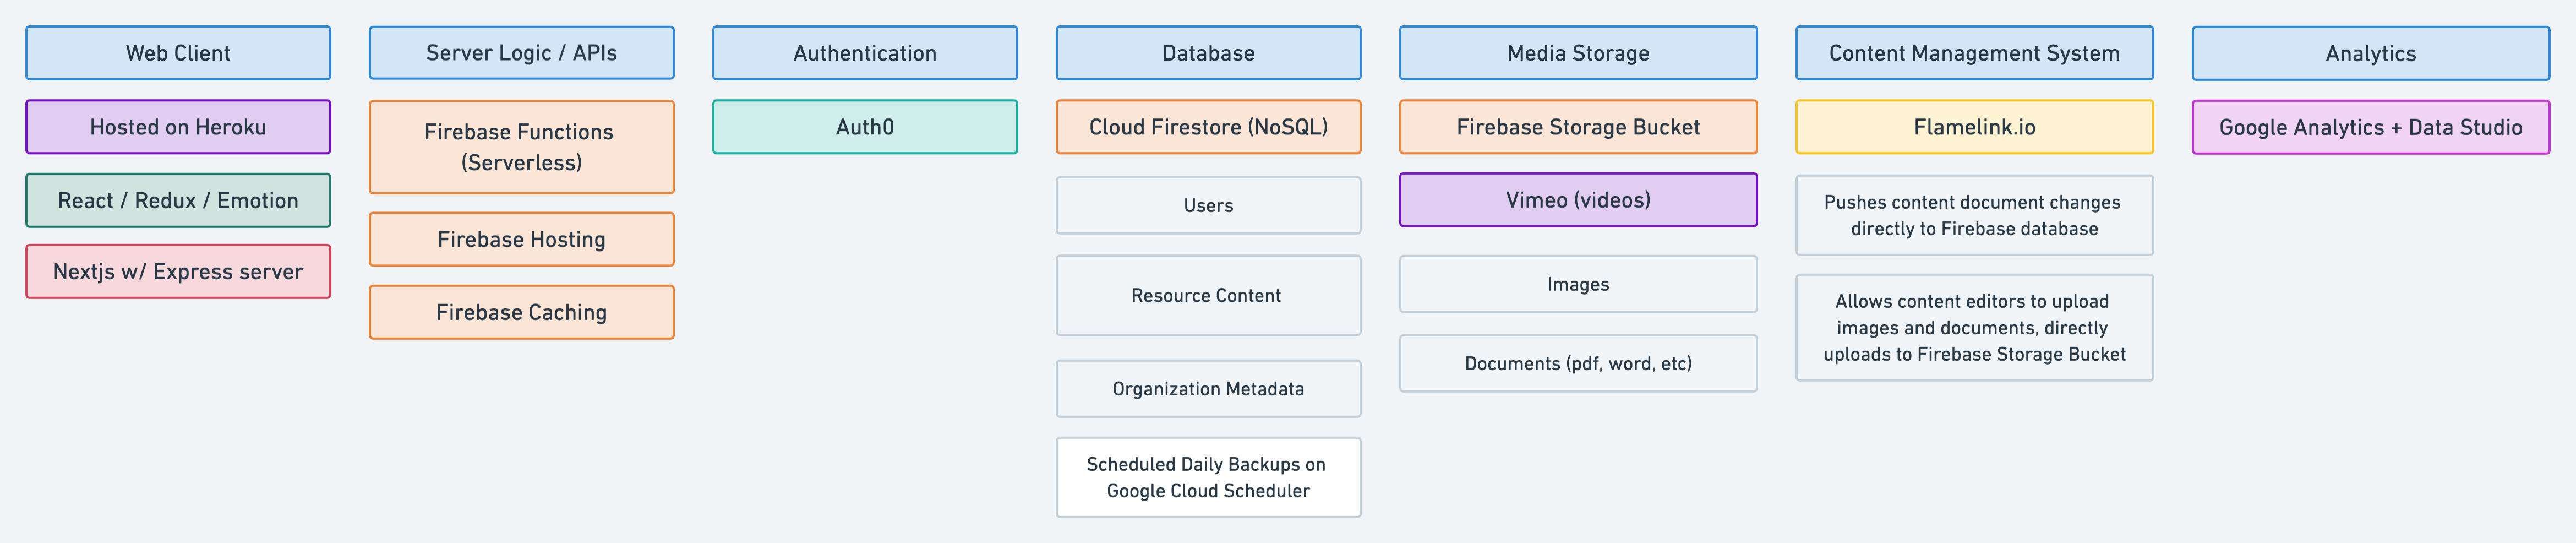 Web Client
Hosted on Heroku
React / Redux / Emotion
Nextjs w/ Express server
Server Logic / APIs
Firebase Functions
(Serverless)
Firebase Hosting
Firebase Caching
Authentication
Auth0
Database
Cloud Firestore (NoSQL)
Users
Resource Content
Organization Metadata
Scheduled Daily Backups on
Google Cloud Scheduler
Media Storage
Firebase Storage Bucket
Vimeo (videos)
Images
Documents (pdf, word, etc)
Content Management System
Flamelink.io
Pushes content document changes
directly to Firebase database
Allows content editors to upload
images and documents, directly
uploads to Firebase Storage Bucket
Analytics
Google Analytics + Data Studio